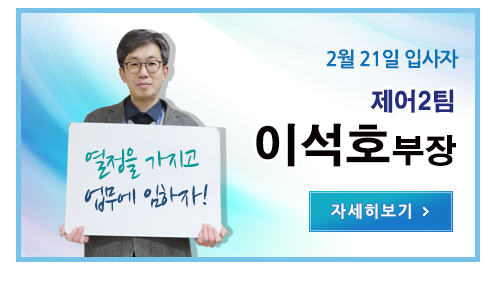 2월 21일 입사자
제어2팀
이석호부장
열정을 가지고
업무에 임하자!
자세히보기 >